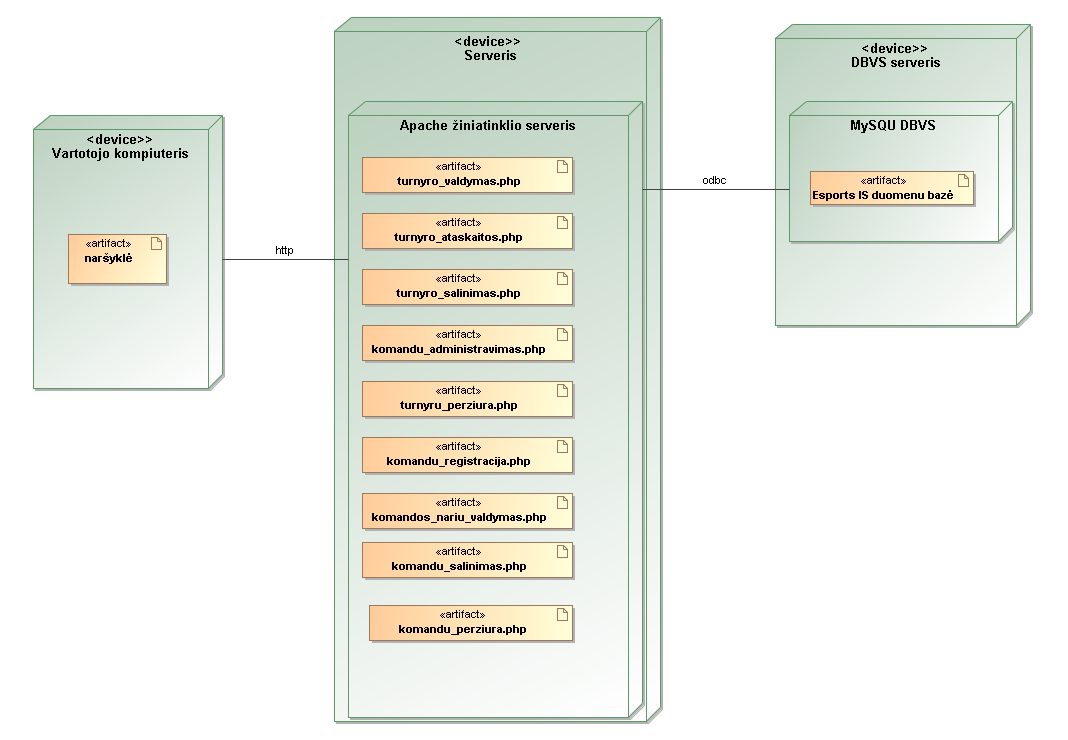 <device>>
Vartotojo kompiuteris
«artifact»
naršyklė
http
<device>>
Serveris
Apache žiniatinklio serveris
«artifact»
turnyro_valdymas.php
«artifact»
turnyro_ataskaitos.php
«artifact»
turnyro_salinimas.php
«artifact»
komandu_administravimas.php
«artifact»
turnyru_perziura.php
«artifact»
komandu_registracija.php
«artifact»
komandos_nariu_valdymas.php
«artifact»
komandu_salinimas.php
«artifact»
komandu_perziura.php
odbc
<device>>
DBVS serveris
MySQU DBVS
«artifact»
Esports IS duomenu bazė